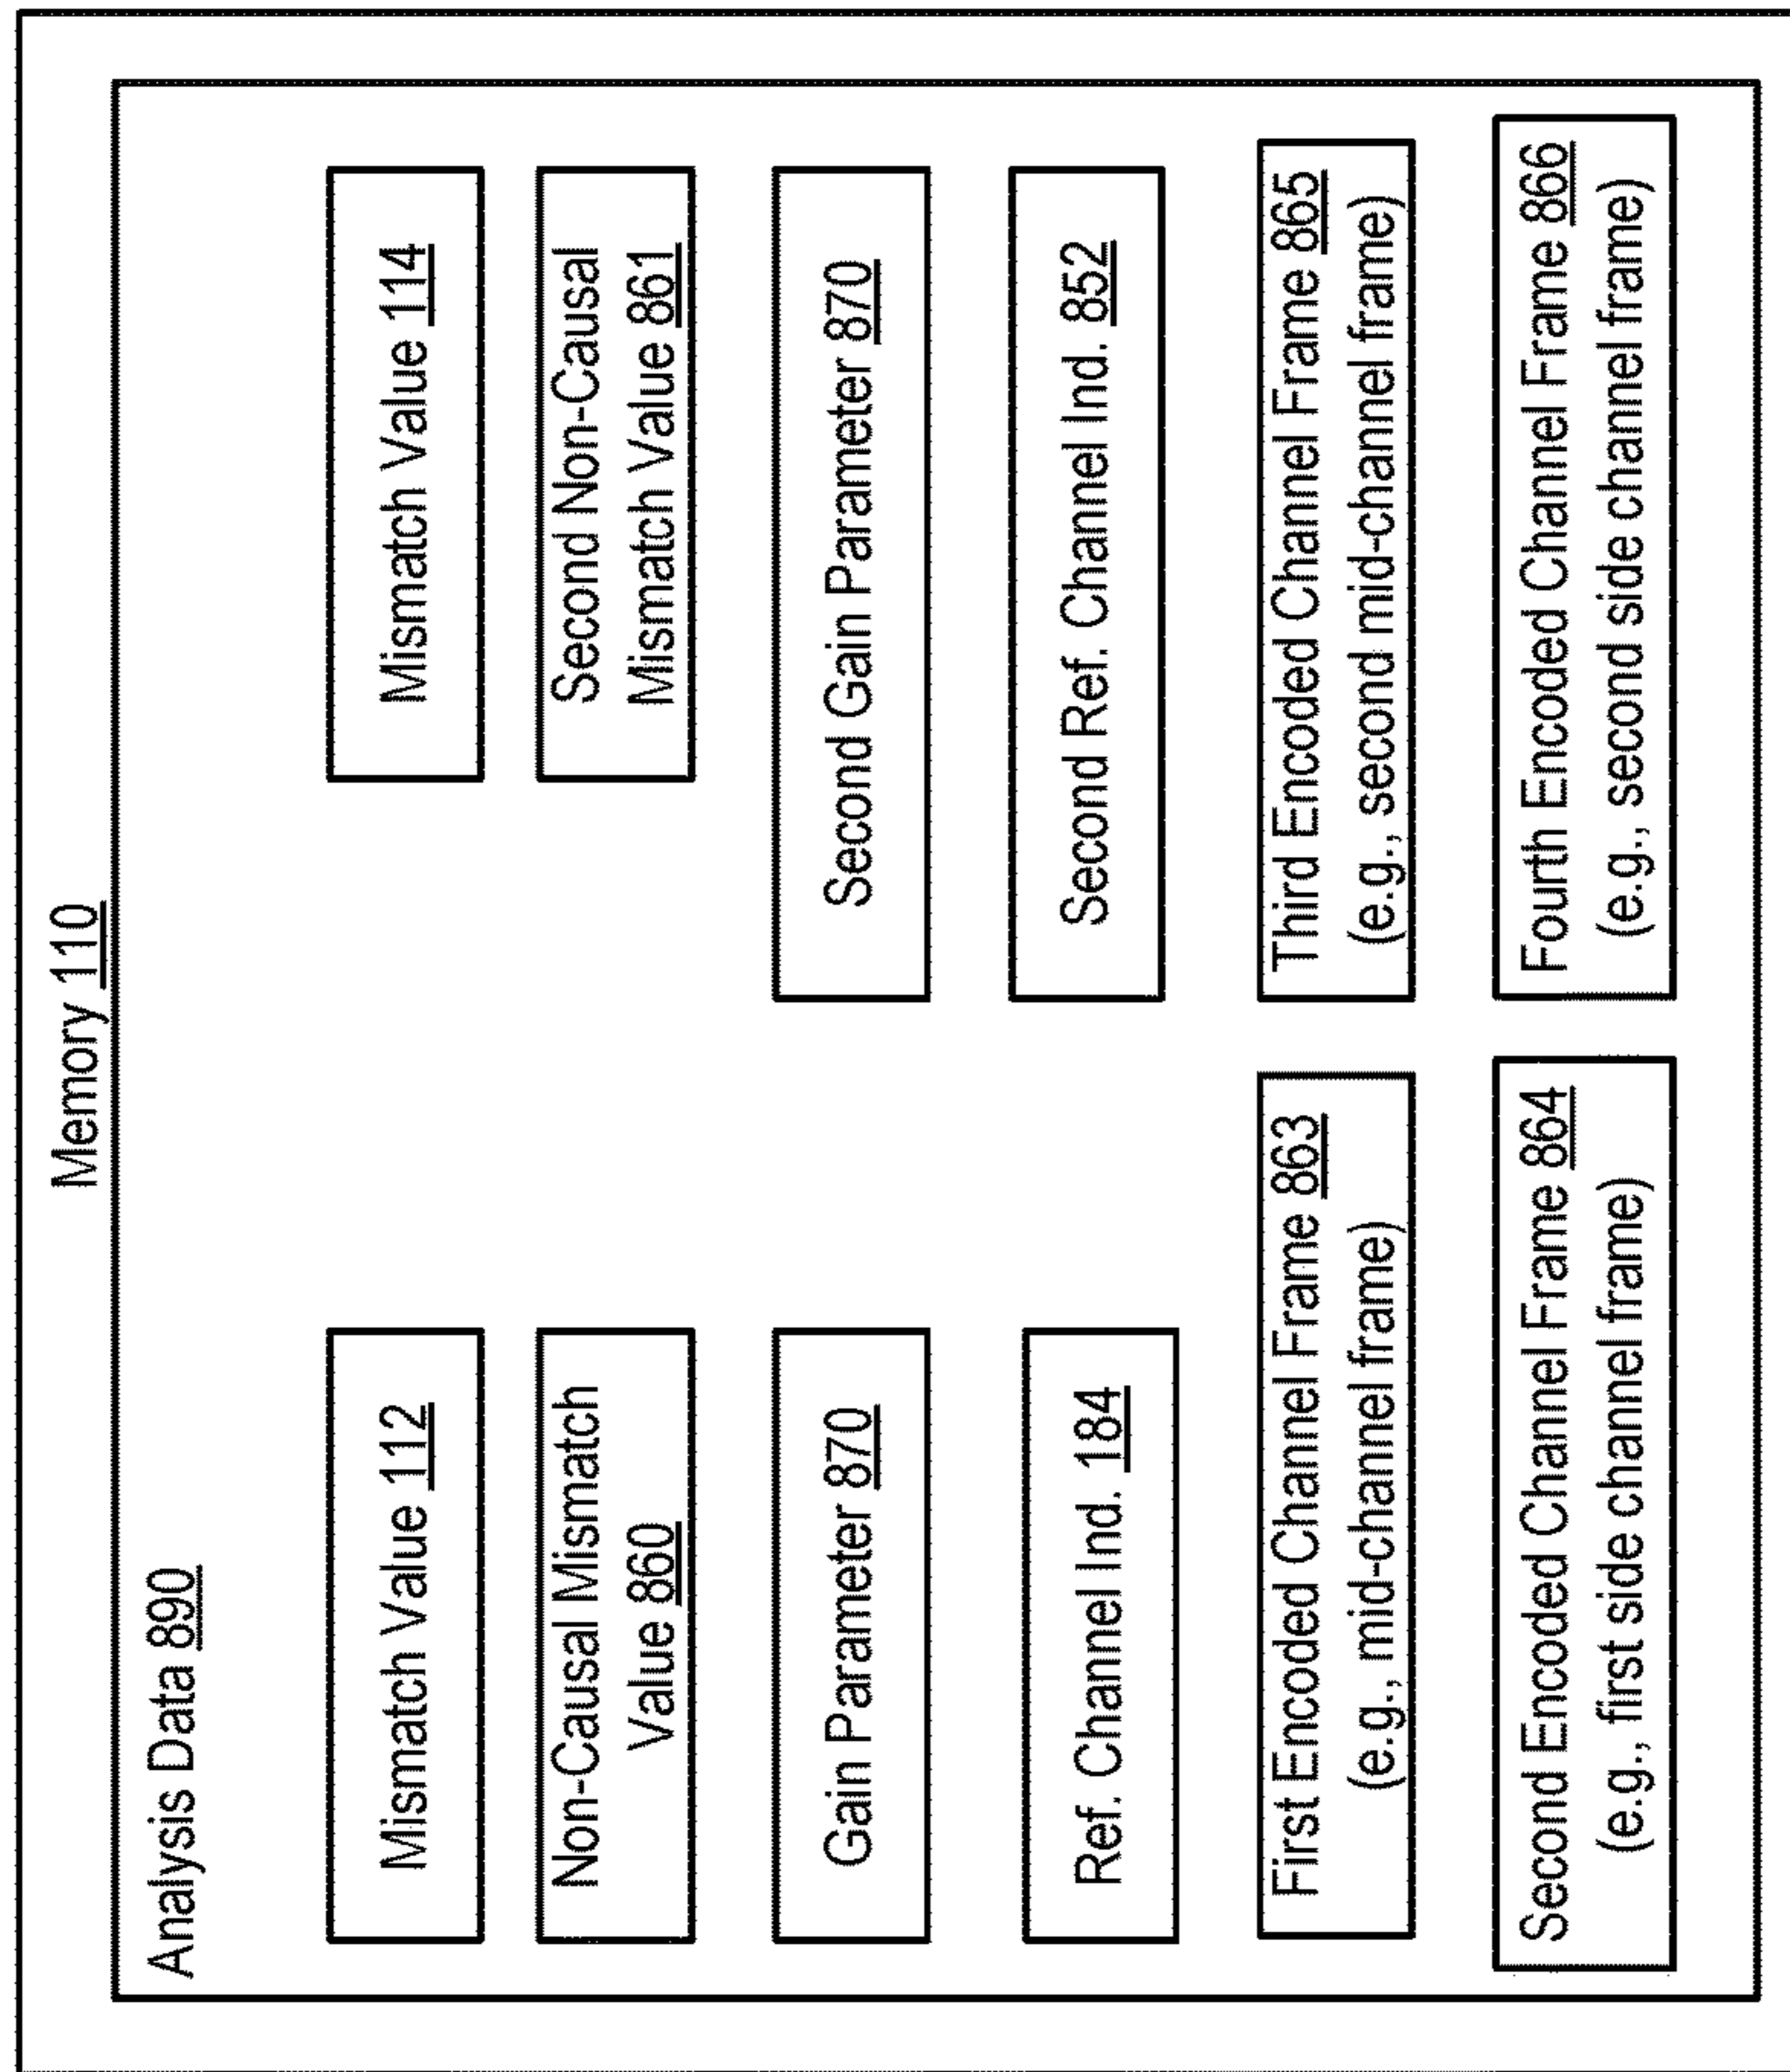 Memory 110
Analysis Data 890
Mismatch Value 112
Mismatch Value 114
Non-Causal Mismatch
Value 860
Second Non-Causal
Mismatch Value 861
Gain Parameter 870
Second Gain Parameter 870
Ref. Channel Ind. 184
Second Ref. Channel Ind. 852
First Encoded Channel Frame 863
(e.g., mid-channel frame)
Third Encoded Channel Frame 865
(e.g., second mid-channel frame)
Second Encoded Channel Frame 864
(e.g., first side channel frame)
Fourth Encoded Channel Frame 866
(e.g., second side channel frame)